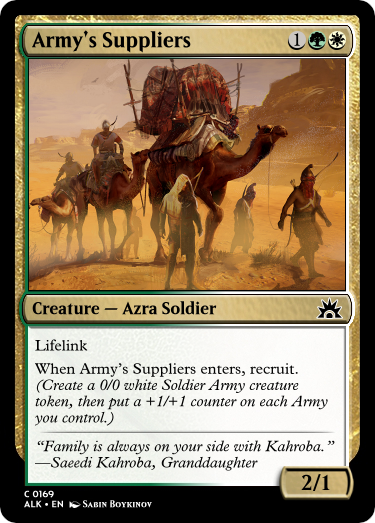 Army's Suppliers 1
Creature — Azra Soldier
Lifelink
When Army's Suppliers enters, recruit.
(Create a 0/0 white Soldier Army creature
token, then put a +1/+1 counter on each Army
you control.)
“Family is always on your side with Kahroba.”
—Saeedi Kahroba, Granddaughter
2/1
C 0169
ALK • EN Sabin Boykinov